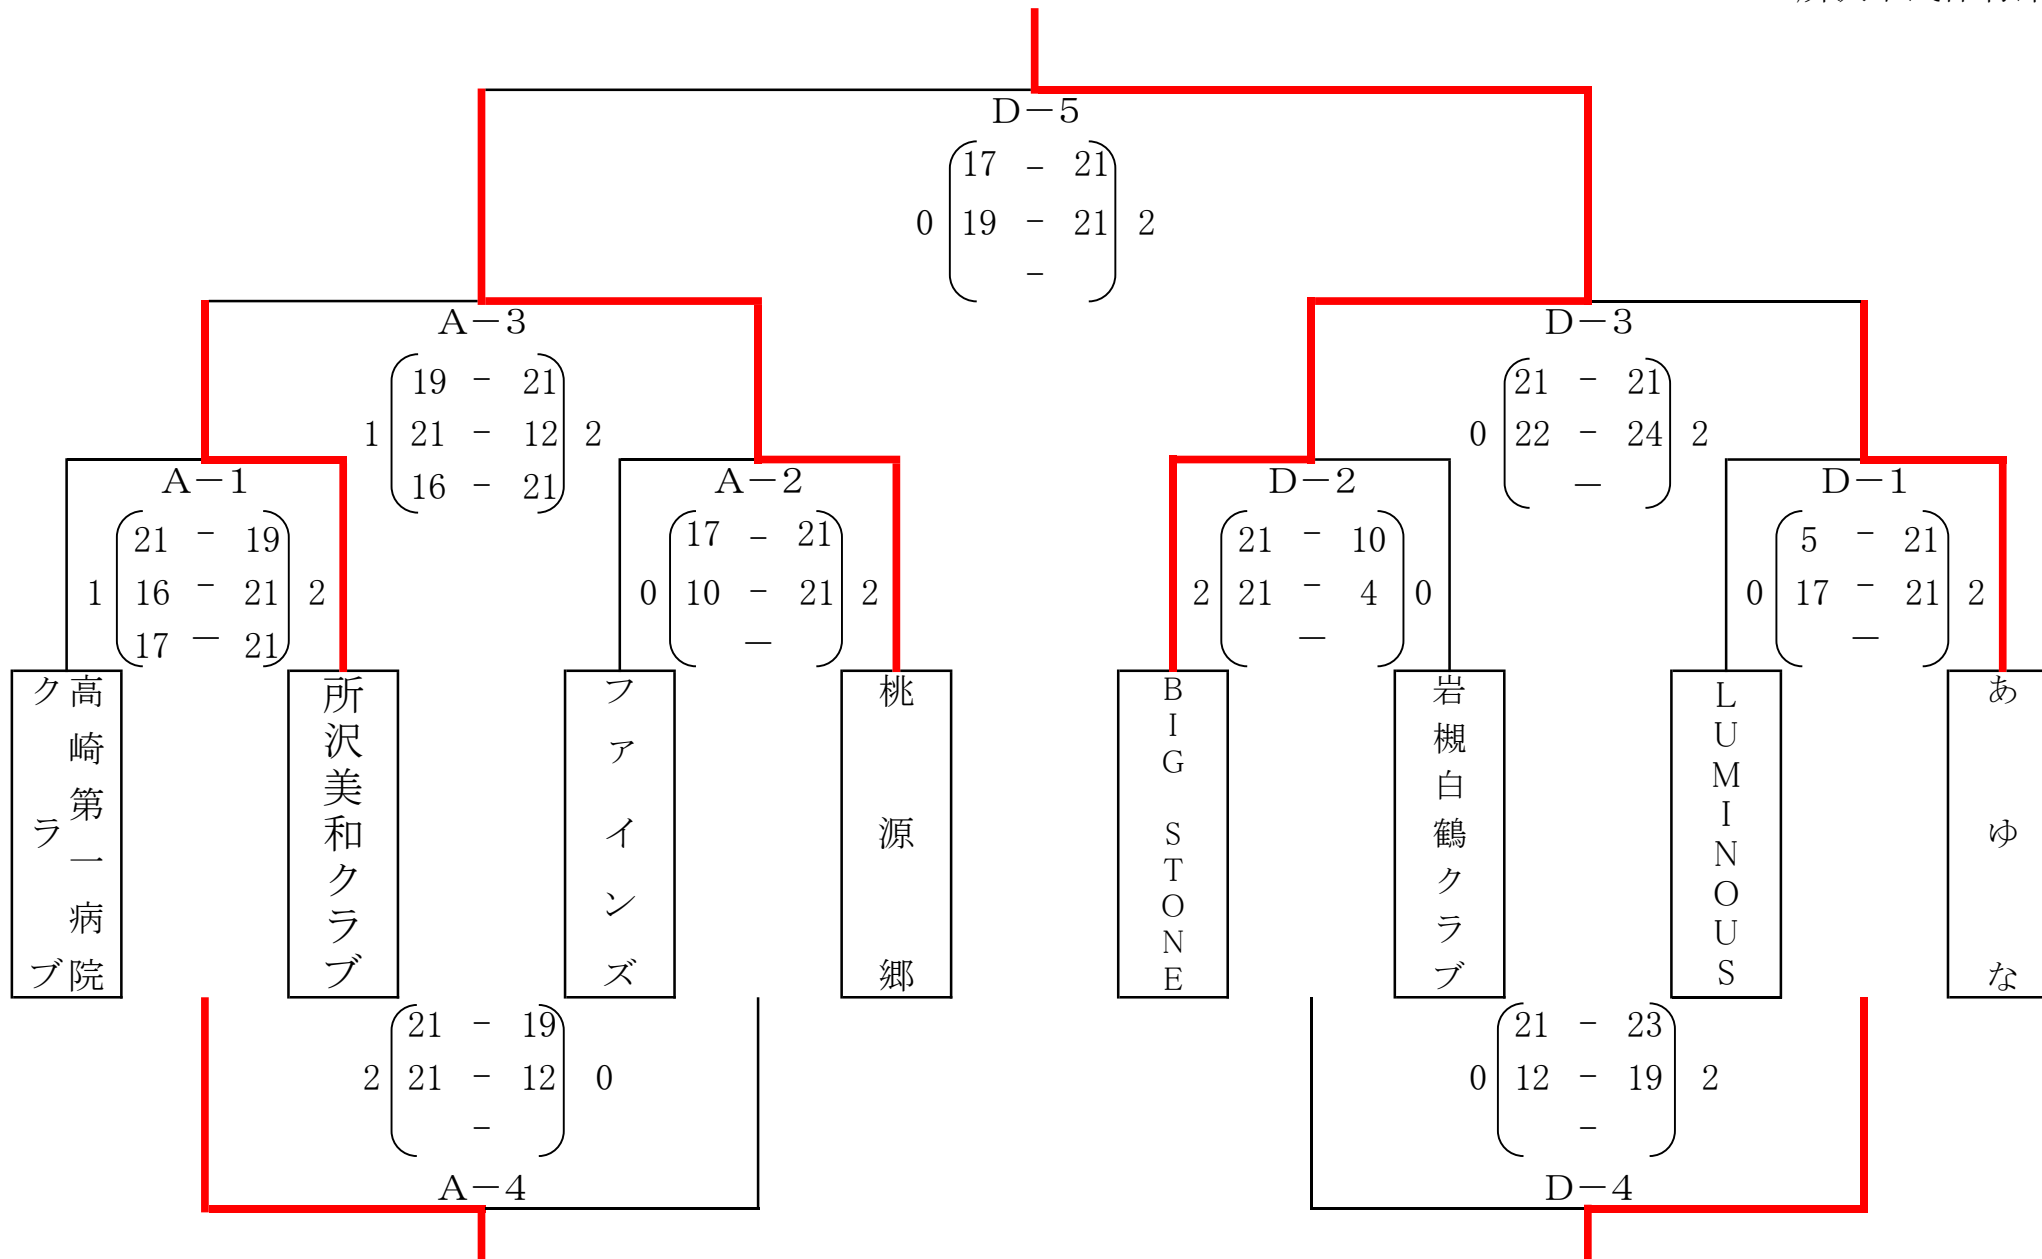 D－5
17 - 21
0 19 - 21 2
-
A－3
19 - 21
1 21 - 12 2
16 - 21
D－3
21 - 21
0 22 - 24 2
－
A－1
21 - 19
1 16 - 21 2
17 － 21
A－2
17 - 21
0 10 - 21 2
－
D－2
21 - 10
2 21 - 4 0
－
D－1
5 - 21
0 17 - 21 2
－
高崎第一病院
クラブ
所沢美和クラブ
ファインズ
桃源郷
BIG STONE
岩槻白鶴クラブ
LUMINOUS
あゆな
21 - 19
2 21 - 12 0
-
A－4
21 - 23
0 12 - 19 2
-
D－4